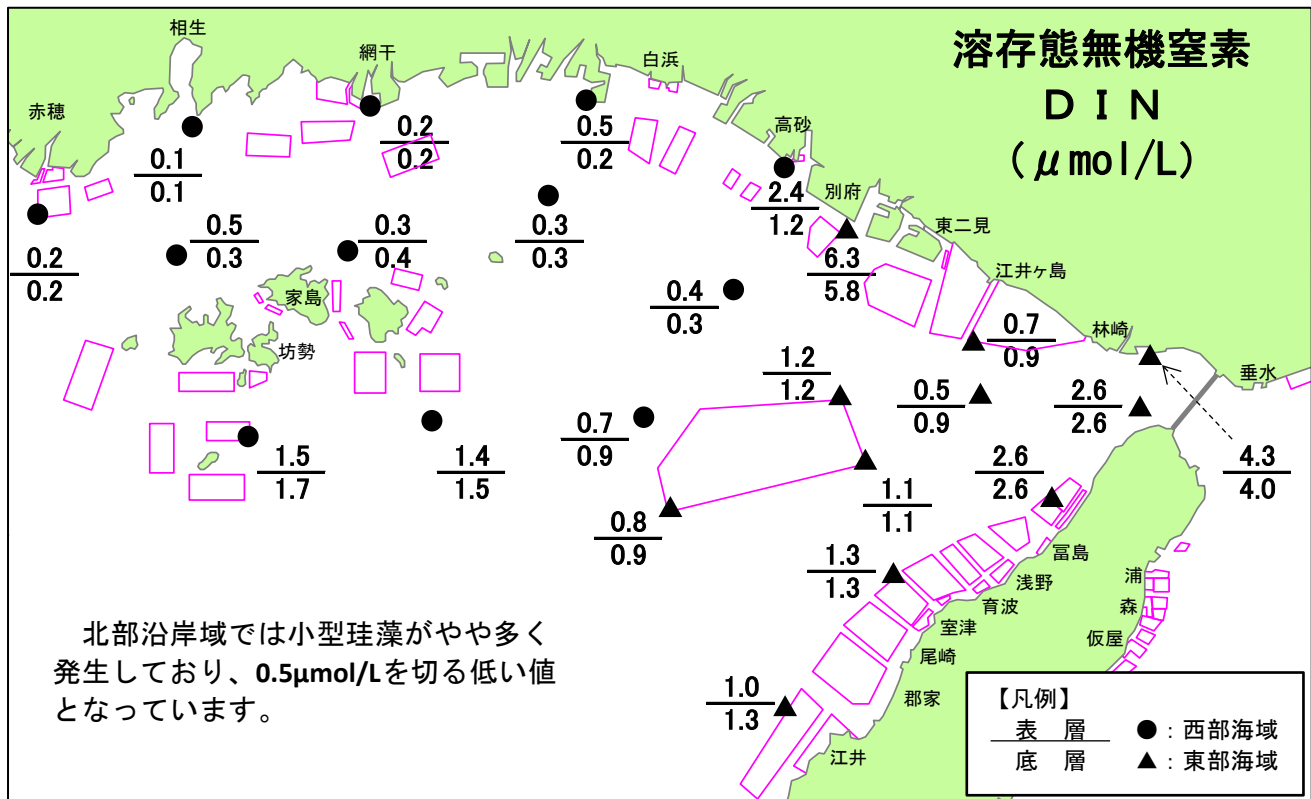 溶存態無機窒素
DIN
(μmol/L)
相生
網干
白浜
赤穂
高砂
別府
東二見
江井ヶ島
林崎
垂水
家島
坊勢
0.1
0.1
0.2
0.2
0.5
0.2
2.4
1.2
0.2
0.2
0.5
0.3
0.3
0.4
0.3
0.3
6.3
5.8
0.4
0.3
0.7
0.9
1.2
1.2
0.5
0.9
2.6
2.6
4.3
4.0
1.5
1.7
1.4
1.5
0.7
0.9
1.1
1.1
2.6
2.6
0.8
0.9
1.3
1.3
1.0
1.3
冨島
浅野
育波
室津
尾崎
郡家
江井
浦
森
仮屋
北部沿岸域では小型珪藻がやや多く
発生しており、0.5μmol/Lを切る低い値
となっています。
【凡例】
表 層 ●:西部海域
底 層 ▲:東部海域